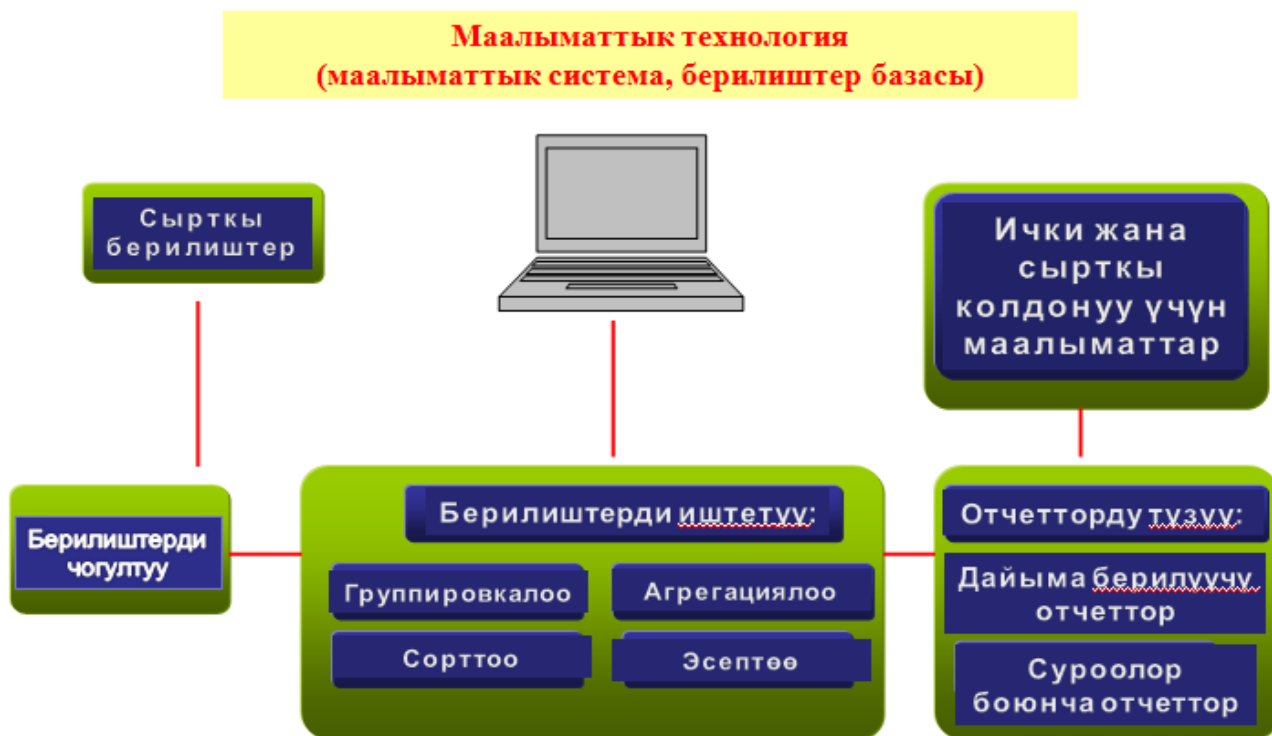 Маалыматтык технология
(маалыматтык система, берилиштер базасы)
Сырткы
берилиштер
Ички жана
сырткы
колдонуу үчүн
маалыматтар
Берилиштерди
чогултуу
Берилиштерди иштетүү:
Группировкалоо
Агрегациялоо
Сорттоо
Эсептөө
Отчетторду түзүү:
Дайыма берилүүчү
отчеттор
Суроолор
боюнча отчеттор